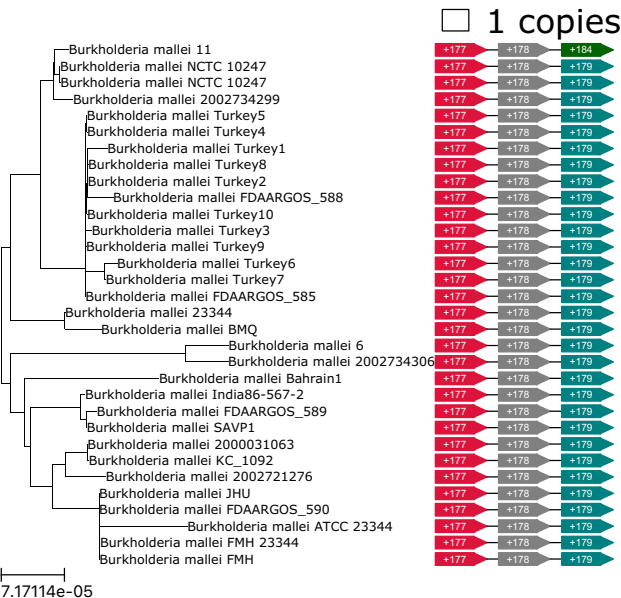 1 copies
Burkholderia mallei 11 +177 +178 +184
Burkholderia mallei NCTC 10247 +177 +178 +179
Burkholderia mallei NCTC 10247 +177 +178 +179
Burkholderia mallei 2002734299 +177 +178 +179
Burkholderia mallei Turkey5 +177 +178 +179
Burkholderia mallei Turkey4 +177 +178 +179
Burkholderia mallei Turkey1 +177 +178 +179
Burkholderia mallei Turkey8 +177 +178 +179
Burkholderia mallei Turkey2 +177 +178 +179
Burkholderia mallei FDAARGOS_588 +177 +178 +179
Burkholderia mallei Turkey10 +177 +178 +179
Burkholderia mallei Turkey3 +177 +178 +179
Burkholderia mallei Turkey9 +177 +178 +179
Burkholderia mallei Turkey6 +177 +178 +179
Burkholderia mallei Turkey7 +177 +178 +179
Burkholderia mallei FDAARGOS_585 +177 +178 +179
Burkholderia mallei 23344 +177 +178 +179
Burkholderia mallei BMQ +177 +178 +179
Burkholderia mallei 6 +177 +178 +179
Burkholderia mallei 2002734306 +177 +178 +179
Burkholderia mallei Bahrain1 +177 +178 +179
Burkholderia mallei India86-567-2 +177 +178 +179
Burkholderia mallei FDAARGOS_589 +177 +178 +179
Burkholderia mallei SAVP1 +177 +178 +179
Burkholderia mallei 2000031063 +177 +178 +179
Burkholderia mallei KC_1092 +177 +178 +179
Burkholderia mallei 2002721276 +177 +178 +179
Burkholderia mallei JHU +177 +178 +179
Burkholderia mallei FDAARGOS_590 +177 +178 +179
Burkholderia mallei ATCC 23344 +177 +178 +179
Burkholderia mallei FMH 23344 +177 +178 +179
Burkholderia mallei FMH +177 +178 +179
7.17114e-05